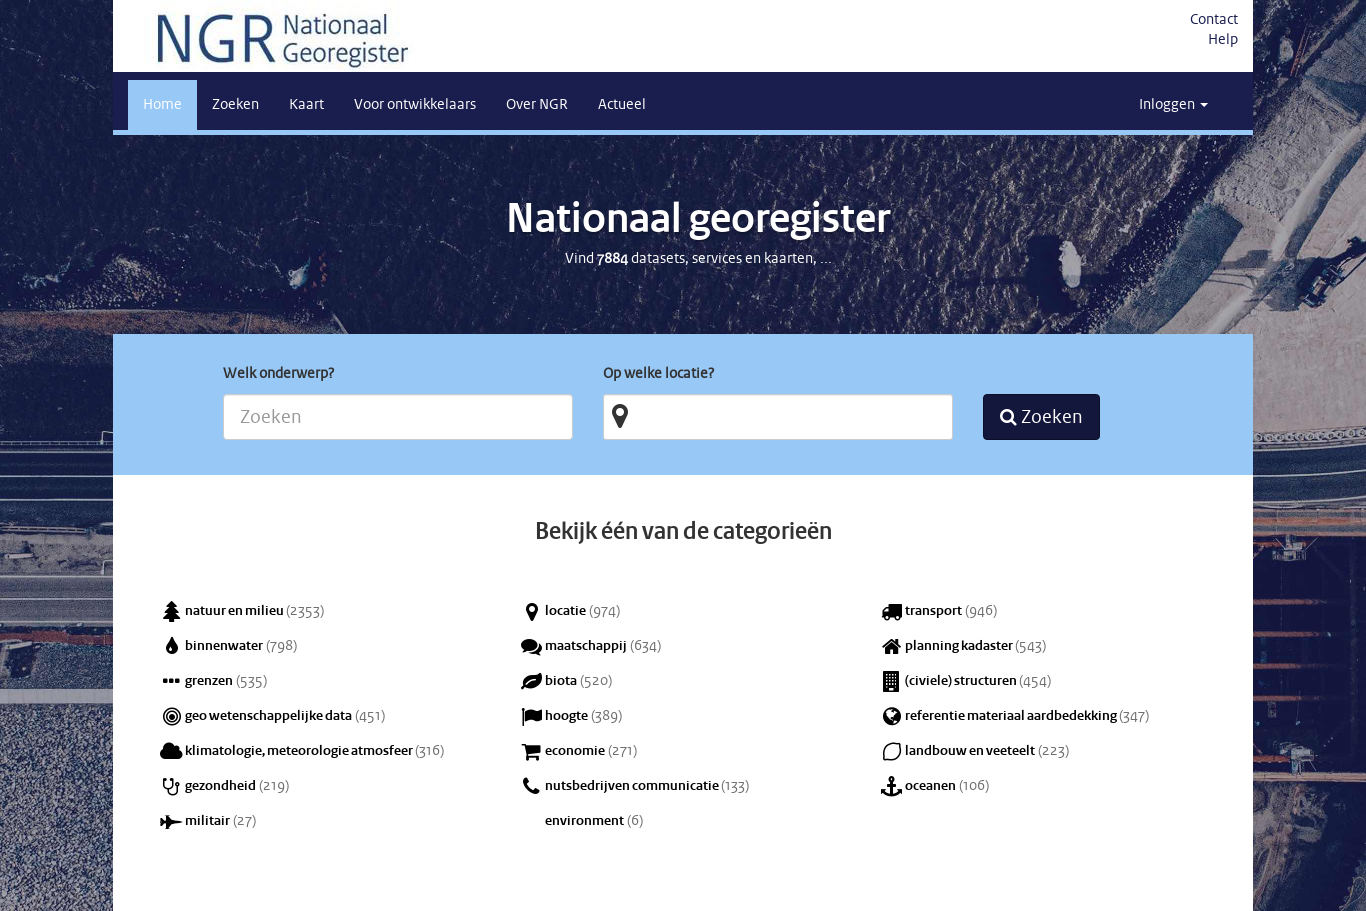 NGR Nationaal Georegister
Contact
Help
Home Zoeken Kaart Voor ontwikkelaars Over NGR Actueel Inloggen
Nationaal georegister
Vind 7884 datasets, services en kaarten, ...
Welk onderwerp? Op welke locatie?
Zoeken Zoeken
Bekijk één van de categorieën
natuur en milieu (2353) locatie (974) transport (946)
binnenwater (798) maatschappij (634) planning kadaster (543)
grenzen (535) biota (520) (civiele) structuren (454)
geo wetenschappelijke data (451) hoogte (389) referentie materiaal aardbedekking (347)
klimatologie, meteorologie atmosfeer (316) economie (271) landbouw en veeteelt (223)
gezondheid (219) nutsbedrijven communicatie (133) oceanen (106)
militair (27) environment (6)